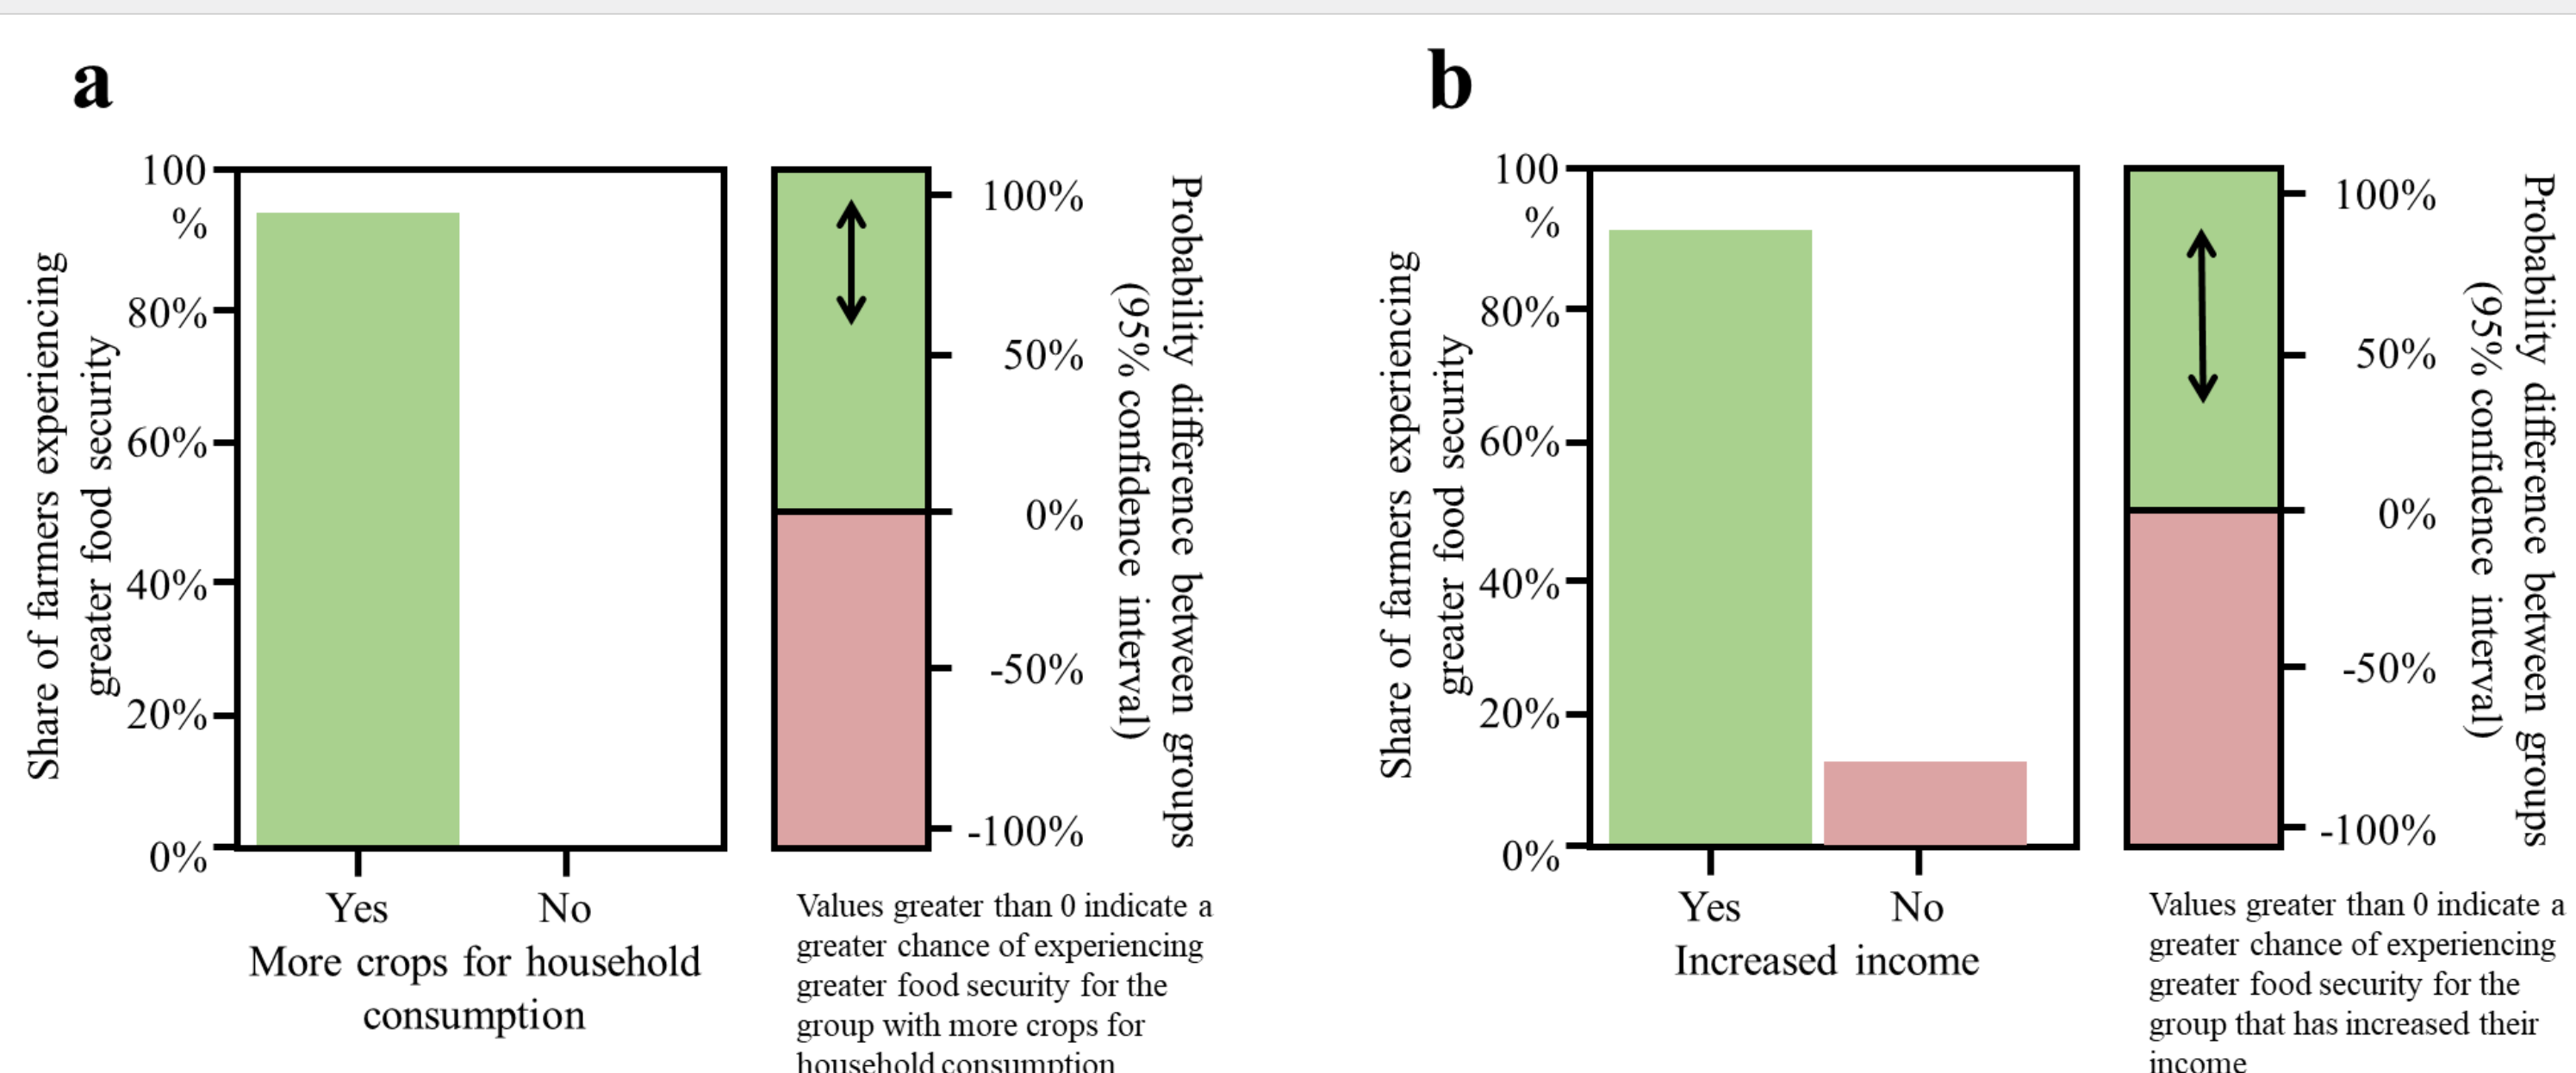 a
100
%
80%
60%
40%
20%
0%
Share of farmers experiencing
greater food security
Yes
No
More crops for household
consumption
100%
50%
0%
-50%
-100%
Probability difference between groups
(95% confidence interval)
Values greater than 0 indicate a
greater chance of experiencing
greater food security for the
group with more crops for
household consumption
b
100
%
80%
60%
40%
20%
0%
Share of farmers experiencing
greater food security
Yes
No
Increased income
100%
50%
0%
-50%
-100%
Probability difference between groups
(95% confidence interval)
Values greater than 0 indicate a
greater chance of experiencing
greater food security for the
group that has increased their
income